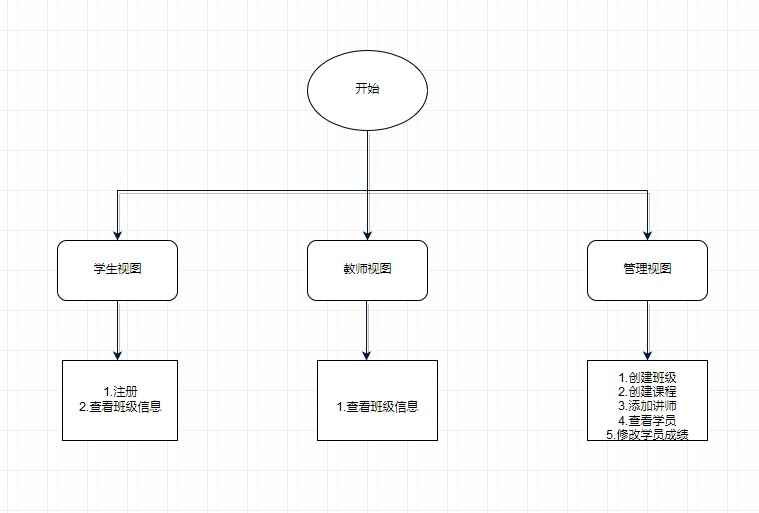 开始
学生视图
教师视图
管理视图
1.注册
2.查看班级信息
1.查看班级信息
1.创建班级
2.创建课程
3.添加讲师
4.查看学员
5.修改学员成绩